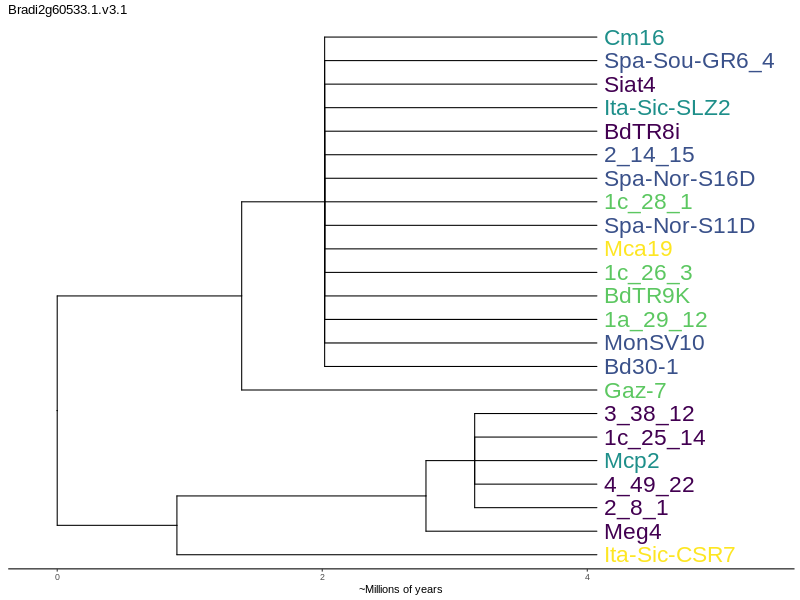 Bradi2g60533.1.v3.1
Cm16
Spa-Sou-GR6_4
Siat4
Ita-Sic-SLZ2
BdTR8i
2_14_15
Spa-Nor-S16D
1c_28_1
Spa-Nor-S11D
Mca19
1c_26_3
BdTR9K
1a_29_12
MonSV10
Bd30-1
Gaz-7
3_38_12
1c_25_14
Mcp2
4_49_22
2_8_1
Meg4
Ita-Sic-CSR7
0 2 4
~Millions of years